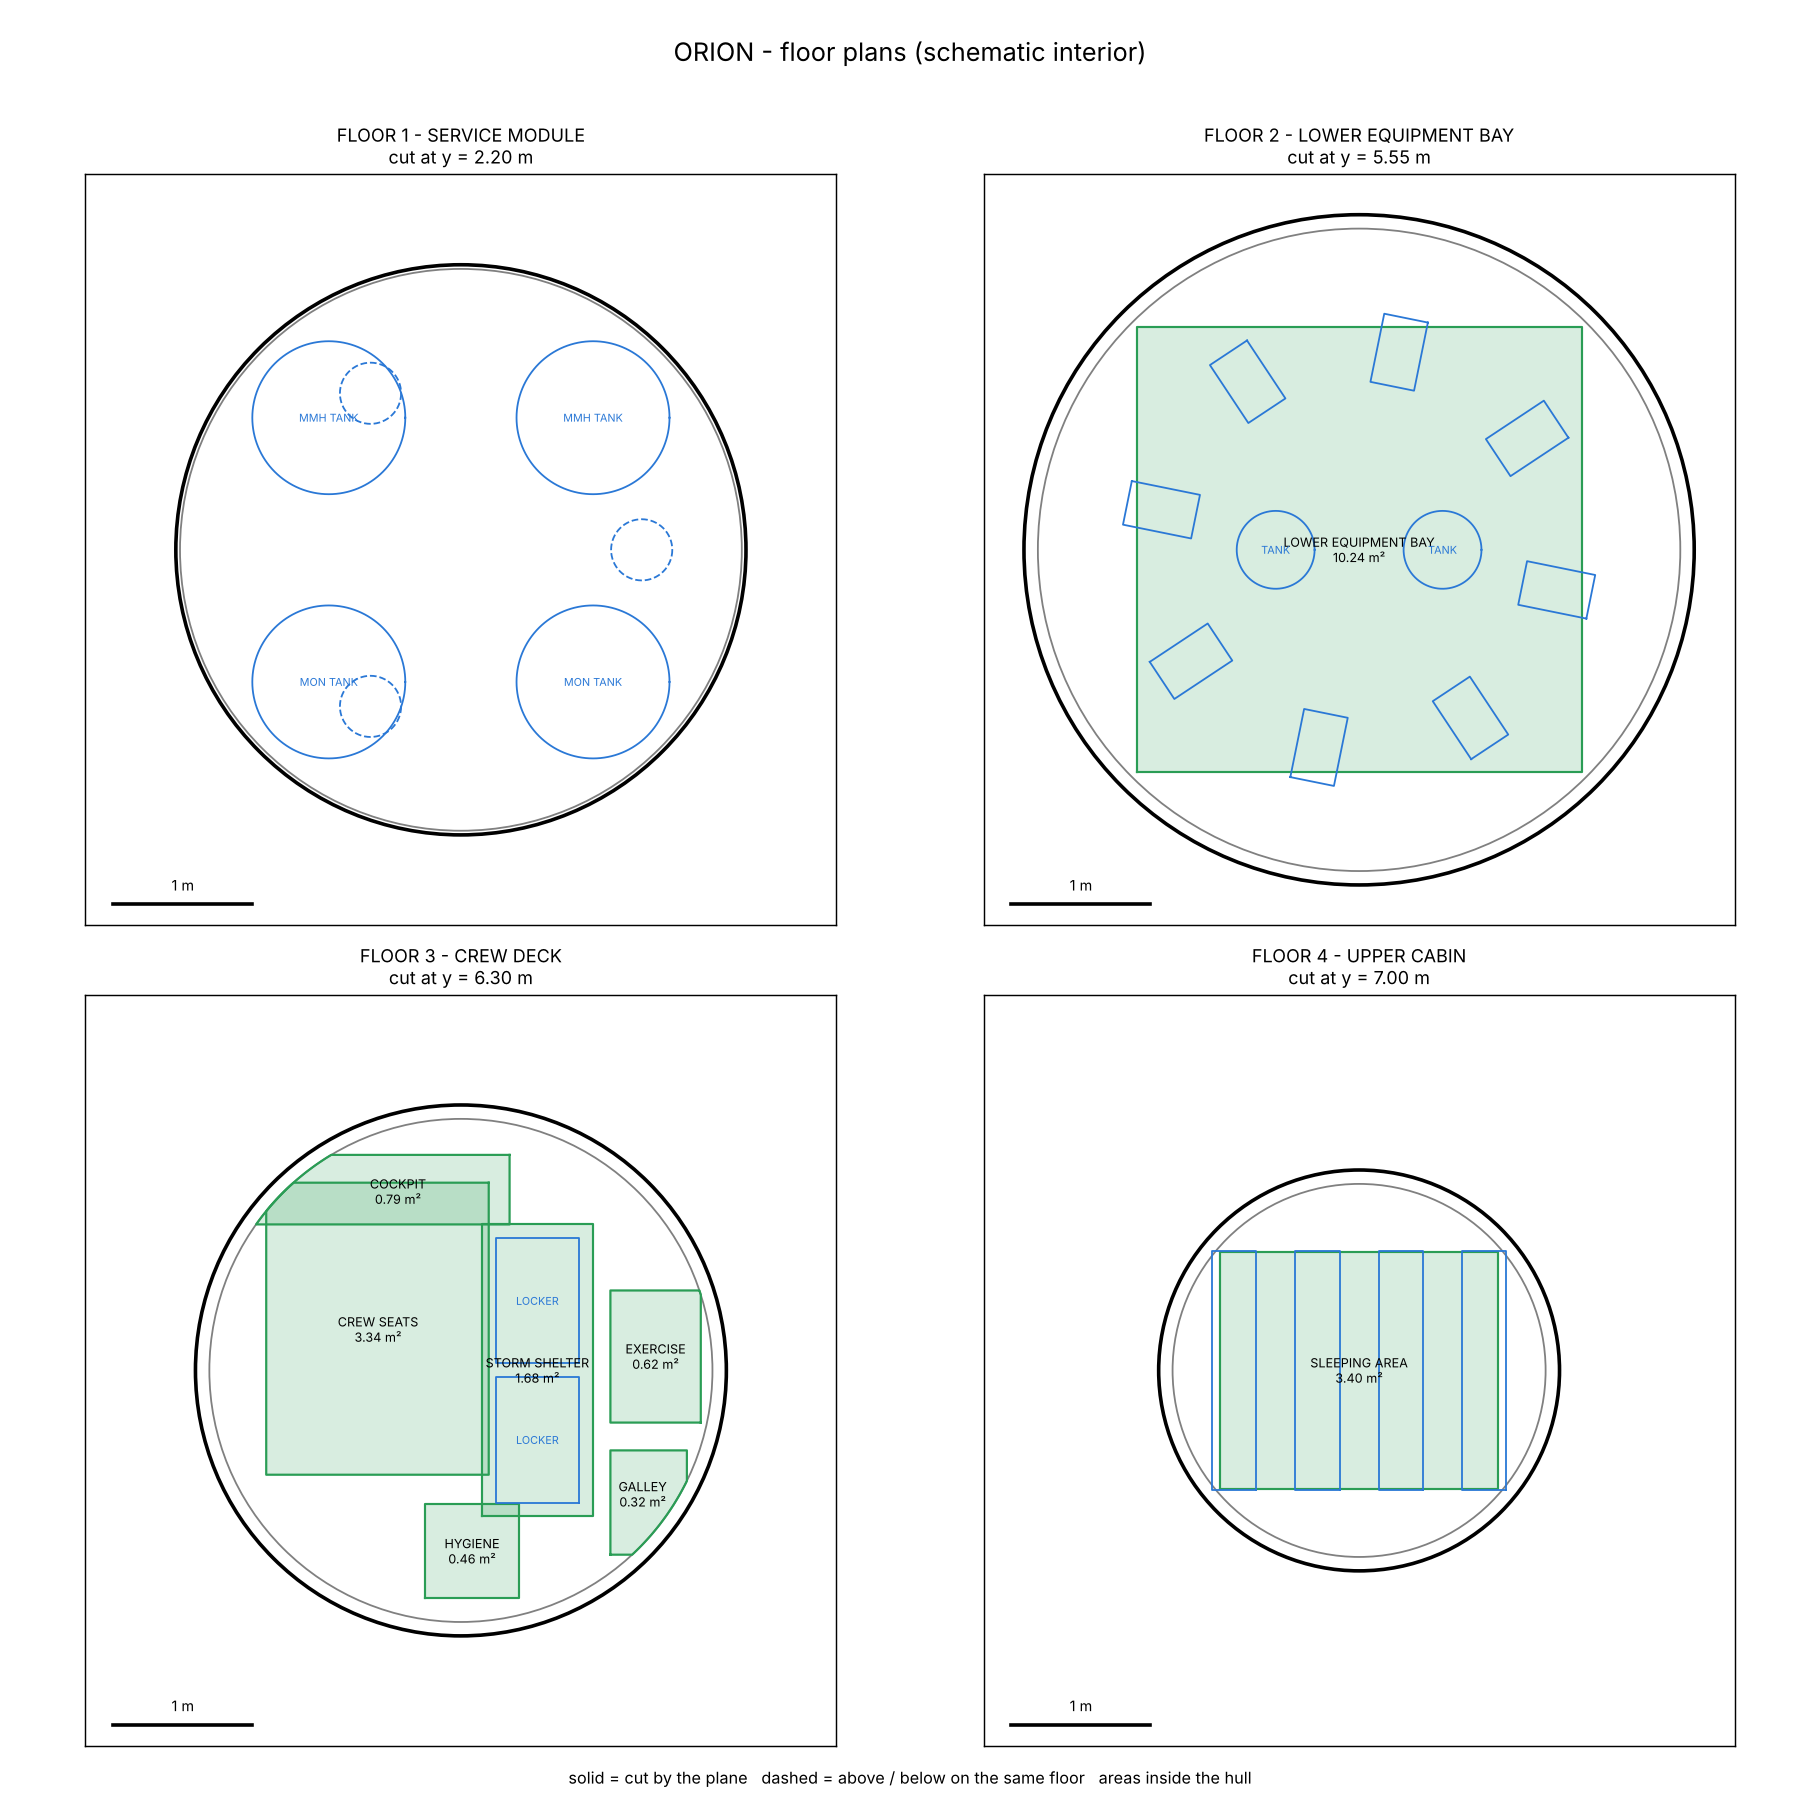 ORION - floor plans (schematic interior)
FLOOR 1 - SERVICE MODULE
cut at y = 2.20 m
MMH TANK
MMH TANK
MON TANK
MON TANK
1 m
FLOOR 2 - LOWER EQUIPMENT BAY
cut at y = 5.55 m
LOWER EQUIPMENT BAY
10.24 m²
TANK
TANK
1 m
FLOOR 3 - CREW DECK
cut at y = 6.30 m
COCKPIT
0.79 m²
LOCKER
CREW SEATS
3.34 m²
EXERCISE
0.62 m²
STORM SHELTER
1.68 m²
LOCKER
GALLEY
0.32 m²
HYGIENE
0.46 m²
1 m
FLOOR 4 - UPPER CABIN
cut at y = 7.00 m
SLEEPING AREA
3.40 m²
1 m
solid = cut by the plane   dashed = above / below on the same floor   areas inside the hull